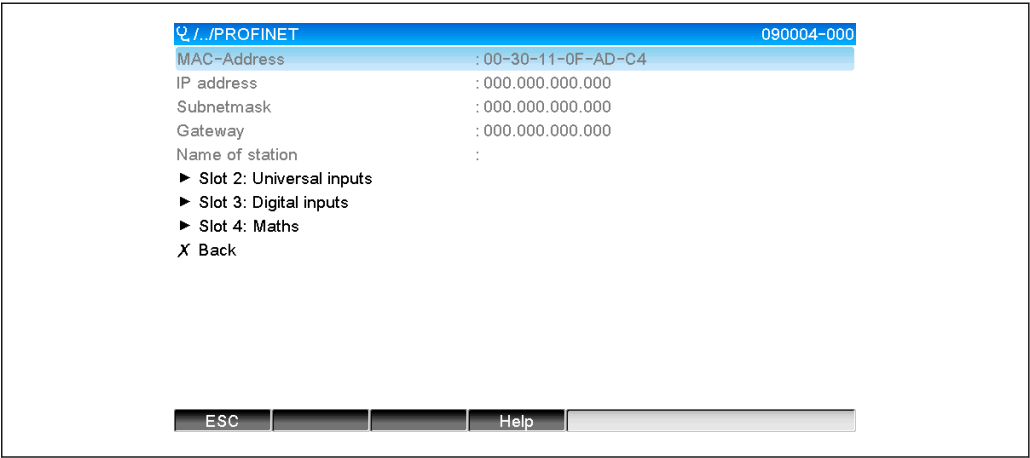 /../PROFINET 090004-000
MAC-Address : 00-30-11-0F-AD-C4
IP address : 000.000.000.000
Subnetmask : 000.000.000.000
Gateway : 000.000.000.000
Name of station :
► Slot 2: Universal inputs
► Slot 3: Digital inputs
► Slot 4: Maths
X Back
ESC Help